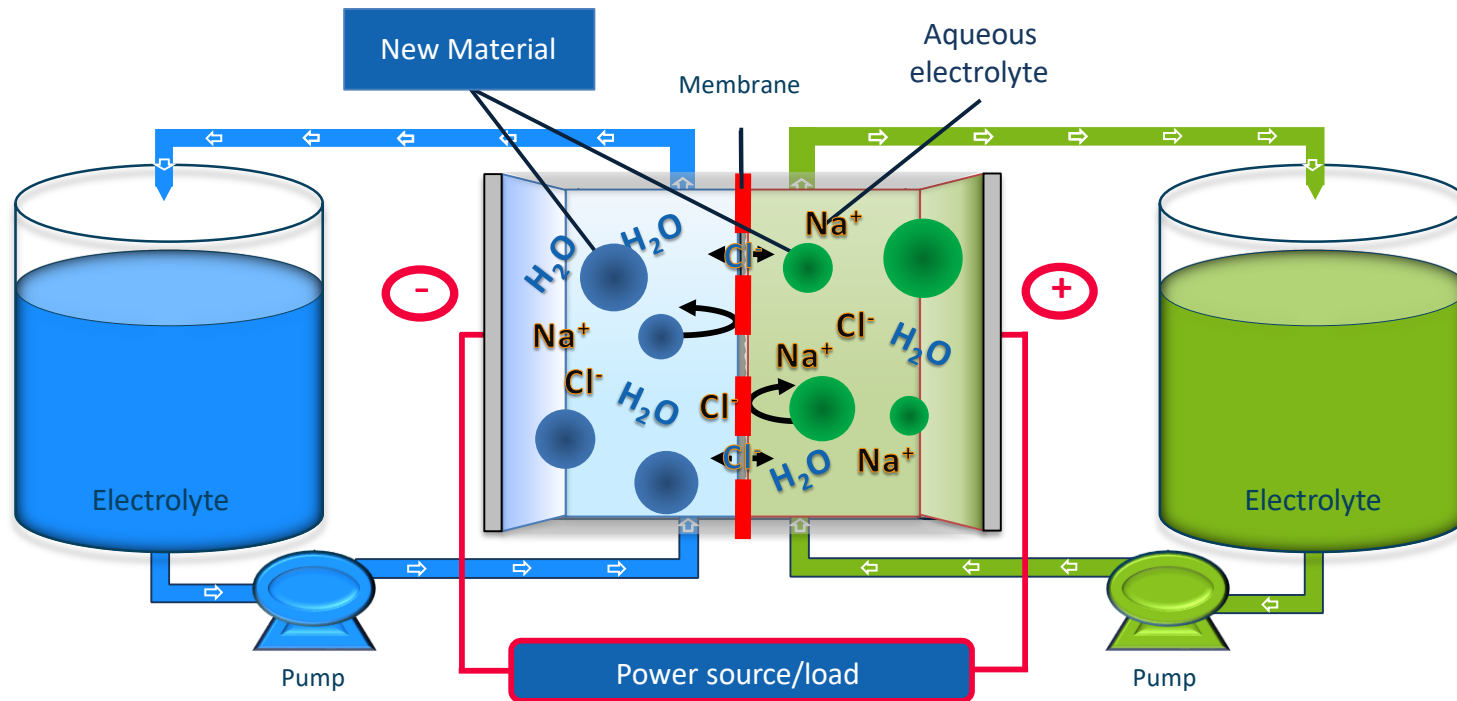 New Material
Aqueous
electrolyte
Membrane
Na⁺
H₂O
H₂O
Cl⁻
-
+
Na⁺
Cl⁻
Na⁺
H₂O
Cl⁻
H₂O
Cl⁻
Cl⁻
Na⁺
H₂O
Electrolyte
Electrolyte
Pump
Power source/load
Pump